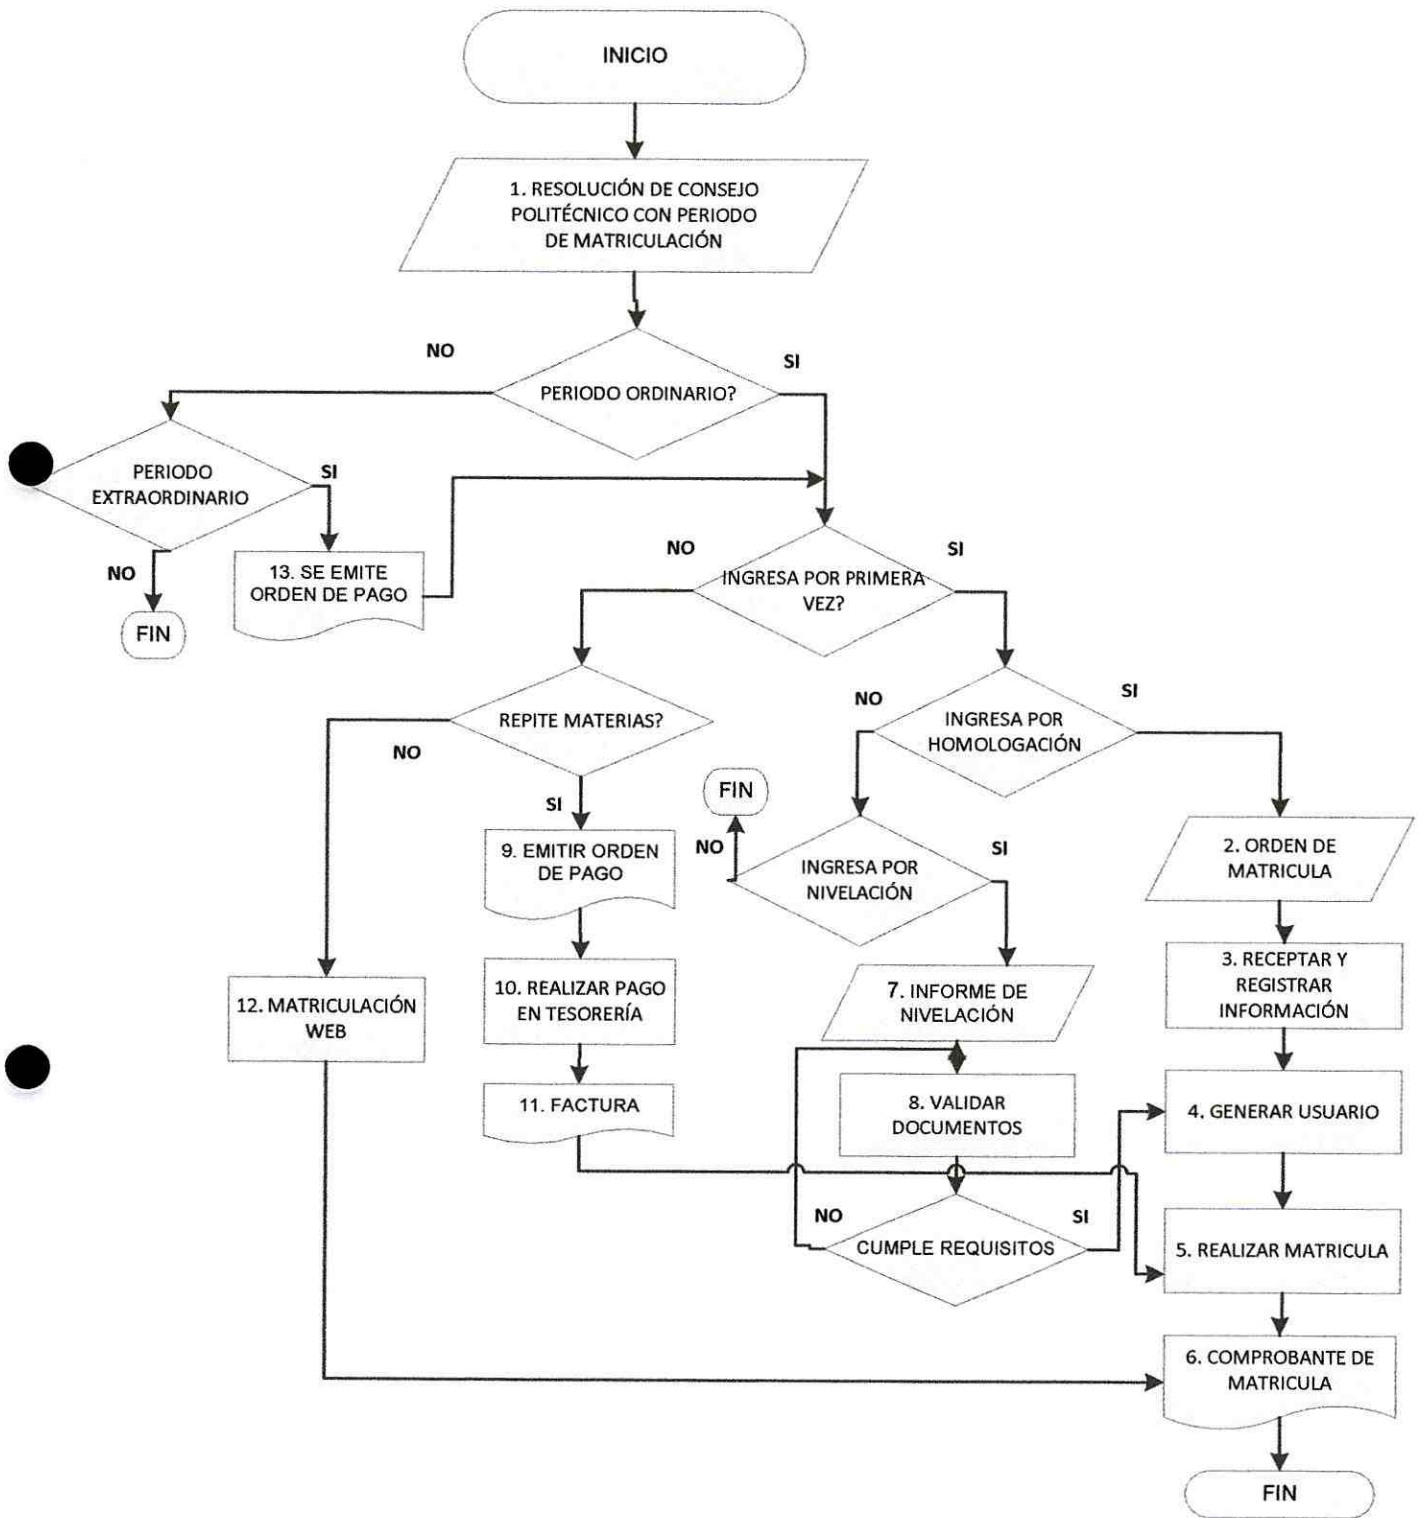 INICIO
1. RESOLUCIÓN DE CONSEJO
POLITÉCNICO CON PERIODO
DE MATRICULACIÓN
NO
SI
PERIODO ORDINARIO?
PERIODO
EXTRAORDINARIO
SI
NO
FIN
13. SE EMITE
ORDEN DE PAGO
NO
SI
INGRESA POR PRIMERA
VEZ?
REPITE MATERIAS?
NO
SI
NO
SI
INGRESA POR
HOMOLOGACIÓN
FIN
NO
SI
INGRESA POR
NIVELACIÓN
2. ORDEN DE
MATRICULA
9. EMITIR ORDEN
DE PAGO
3. RECEPTAR Y
REGISTRAR
INFORMACIÓN
12. MATRICULACIÓN
WEB
10. REALIZAR PAGO
EN TESORERÍA
7. INFORME DE
NIVELACIÓN
11. FACTURA
8. VALIDAR
DOCUMENTOS
4. GENERAR USUARIO
NO
SI
CUMPLE REQUISITOS
5. REALIZAR MATRICULA
6. COMPROBANTE DE
MATRICULA
FIN